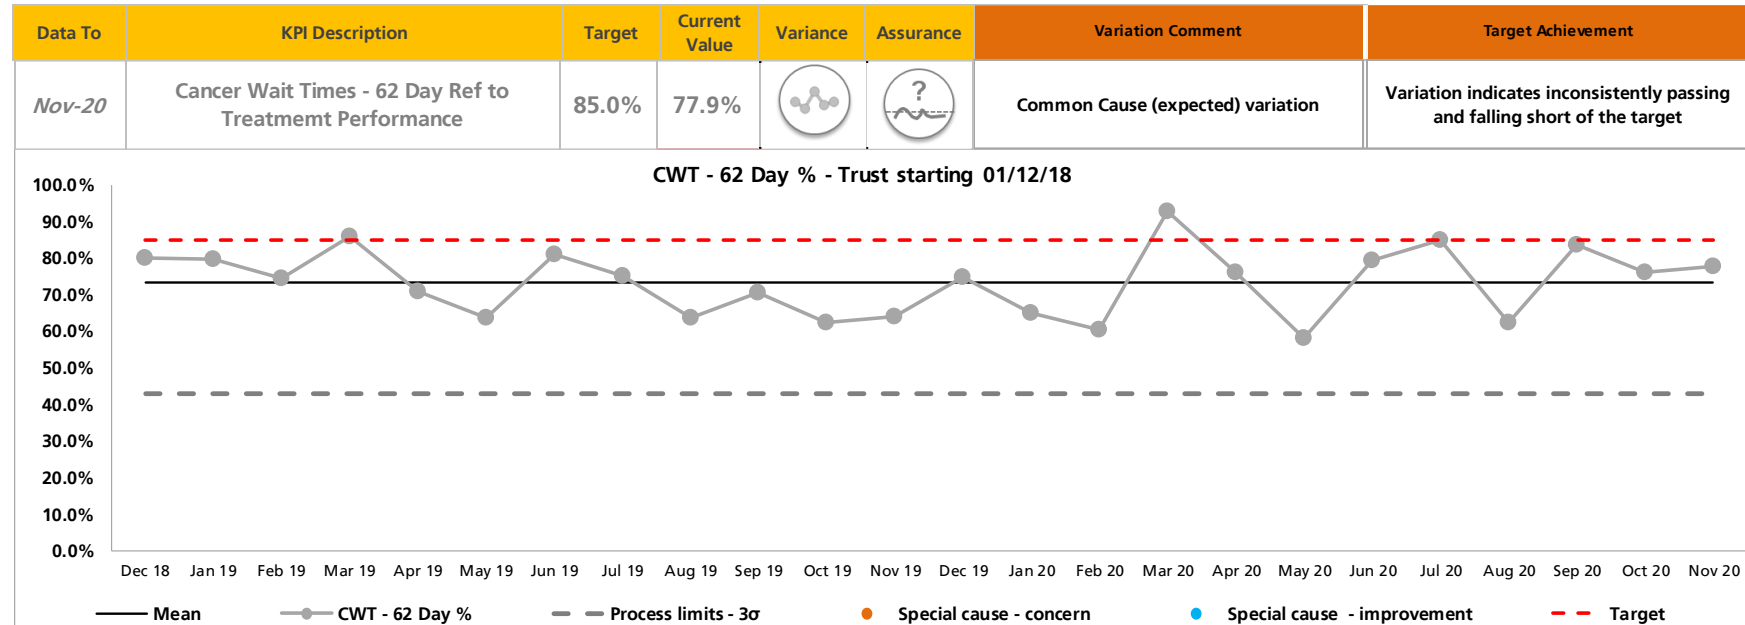 Data To
KPI Description
Target
Current
Value
Variance
Assurance
Variation Comment
Target Achievement
Nov-20
Cancer Wait Times - 62 Day Ref to
Treatmemt Performance
85.0%
77.9%
?
Common Cause (expected) variation
Variation indicates inconsistently passing
and falling short of the target
CWT - 62 Day % - Trust starting 01/12/18
100.0%
90.0%
80.0%
70.0%
60.0%
50.0%
40.0%
30.0%
20.0%
10.0%
0.0%
Dec 18 Jan 19 Feb 19 Mar 19 Apr 19 May 19 Jun 19 Jul 19 Aug 19 Sep 19 Oct 19 Nov 19 Dec 19 Jan 20 Feb 20 Mar 20 Apr 20 May 20 Jun 20 Jul 20 Aug 20 Sep 20 Oct 20 Nov 20
Mean CWT - 62 Day % Process limits - 3σ Special cause - concern Special cause - improvement Target